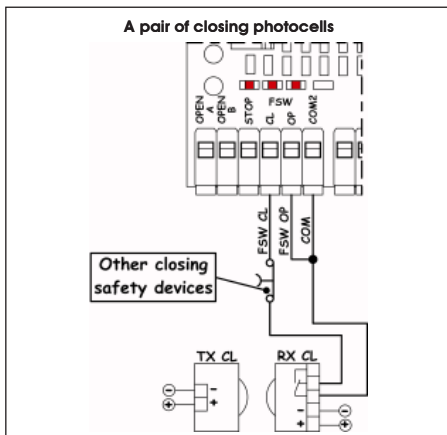 A pair of closing photocells
FSW
OPEN A
OPEN B
STOP
CL
OP
COM2
FSW CL
FSW OP
COM
Other closing
safety devices
TX CL
RX CL
-
+
-
+
-
+
-
+